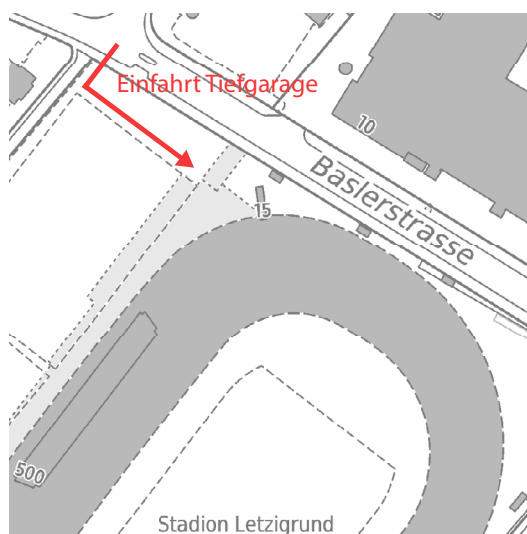 Einfahrt Tiefgarage
10
Baslerstrasse
15
500
Stadion Letzigrund